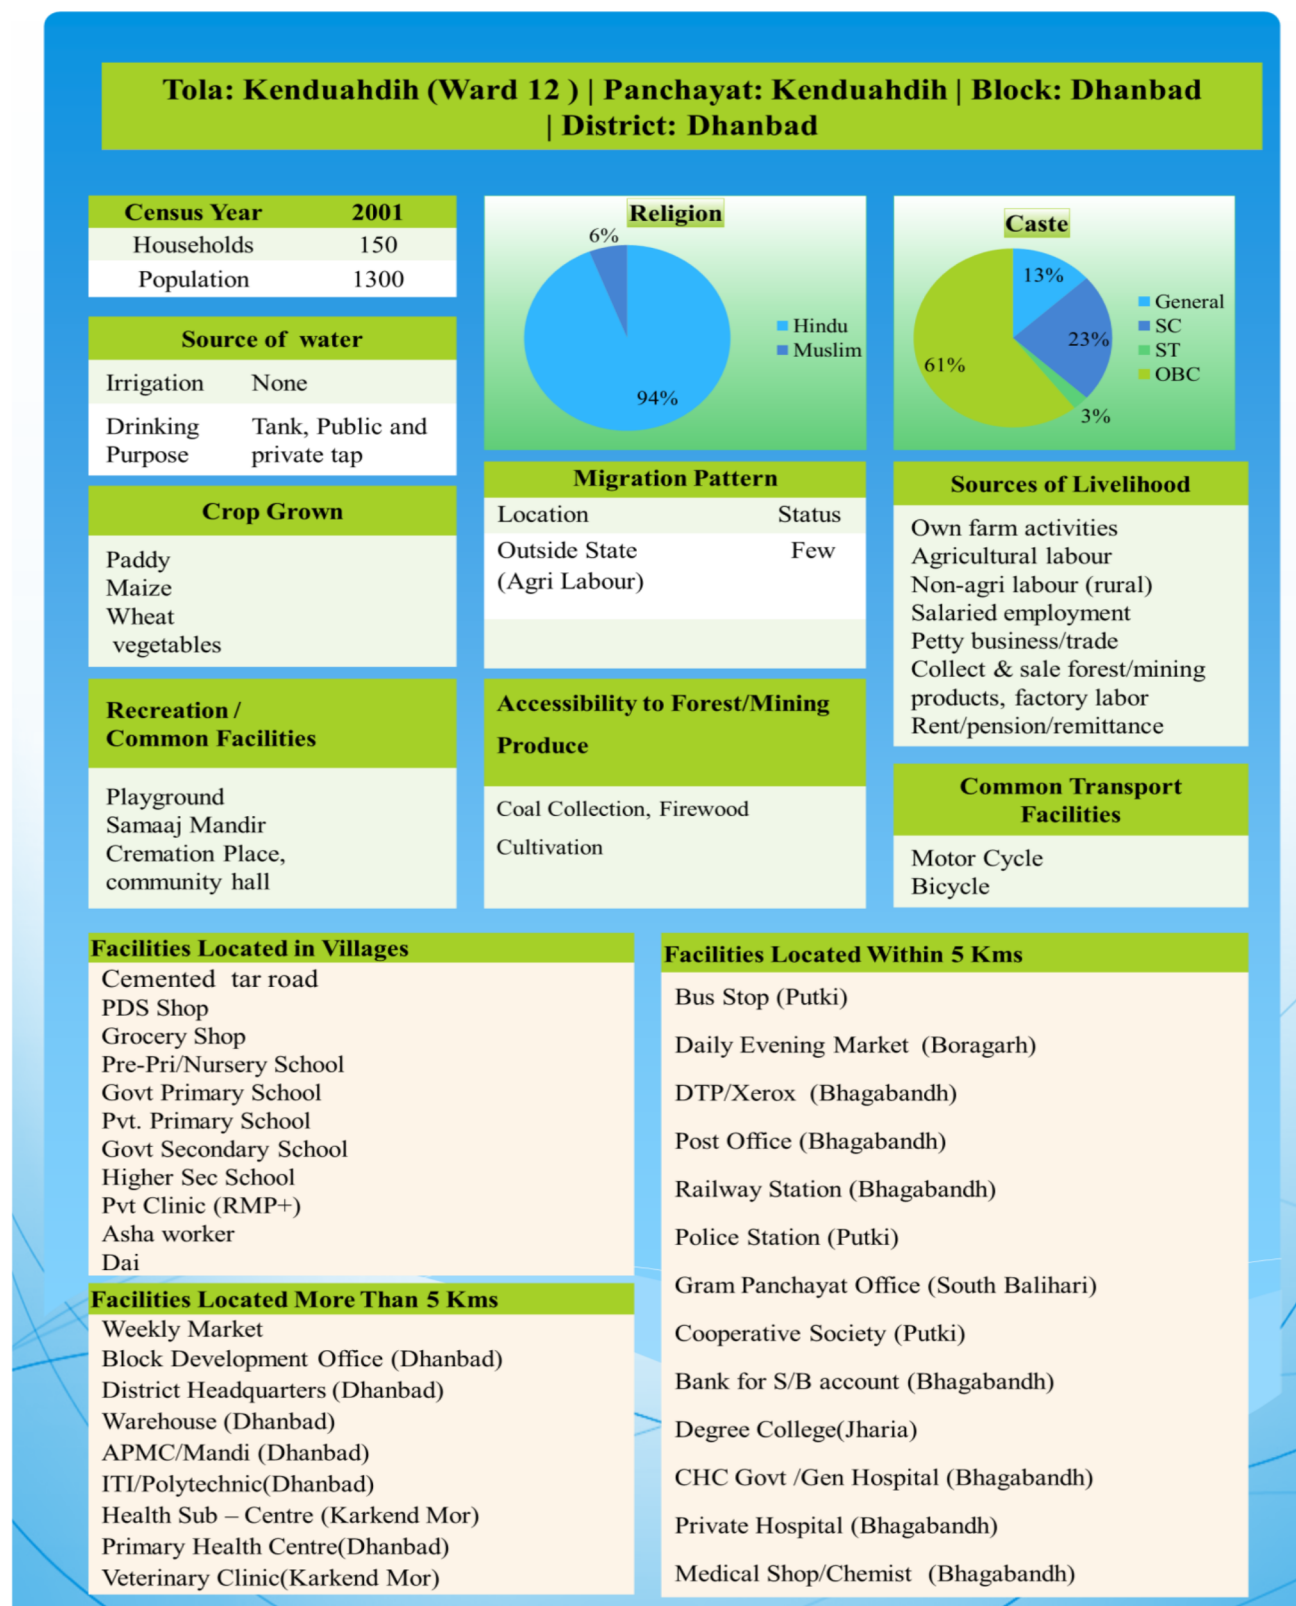 Tola: Kenduahdih (Ward 12 ) | Panchayat: Kenduahdih | Block: Dhanbad
| District: Dhanbad
Census Year 2001
Households 150
Population 1300
Source of water
Irrigation None
Drinking Tank, Public and
Purpose private tap
Crop Grown
Paddy
Maize
Wheat
vegetables
Recreation /
Common Facilities
Playground
Samaaj Mandir
Cremation Place,
community hall
Religion
6%
94%
Hindu
Muslim
Migration Pattern
Location Status
Outside State Few
(Agri Labour)
Accessibility to Forest/Mining
Produce
Coal Collection, Firewood
Cultivation
Caste
13%
23%
61%
3%
General
SC
ST
OBC
Sources of Livelihood
Own farm activities
Agricultural labour
Non-agri labour (rural)
Salaried employment
Petty business/trade
Collect & sale forest/mining
products, factory labor
Rent/pension/remittance
Common Transport
Facilities
Motor Cycle
Bicycle
Facilities Located in Villages
Cemented tar road
PDS Shop
Grocery Shop
Pre-Pri/Nursery School
Govt Primary School
Pvt. Primary School
Govt Secondary School
Higher Sec School
Pvt Clinic (RMP+)
Asha worker
Dai
Facilities Located More Than 5 Kms
Weekly Market
Block Development Office (Dhanbad)
District Headquarters (Dhanbad)
Warehouse (Dhanbad)
APMC/Mandi (Dhanbad)
ITI/Polytechnic(Dhanbad)
Health Sub – Centre (Karkend Mor)
Primary Health Centre(Dhanbad)
Veterinary Clinic(Karkend Mor)
Facilities Located Within 5 Kms
Bus Stop (Putki)
Daily Evening Market (Boragarh)
DTP/Xerox (Bhagabandh)
Post Office (Bhagabandh)
Railway Station (Bhagabandh)
Police Station (Putki)
Gram Panchayat Office (South Balihari)
Cooperative Society (Putki)
Bank for S/B account (Bhagabandh)
Degree College(Jharia)
CHC Govt /Gen Hospital (Bhagabandh)
Private Hospital (Bhagabandh)
Medical Shop/Chemist (Bhagabandh)